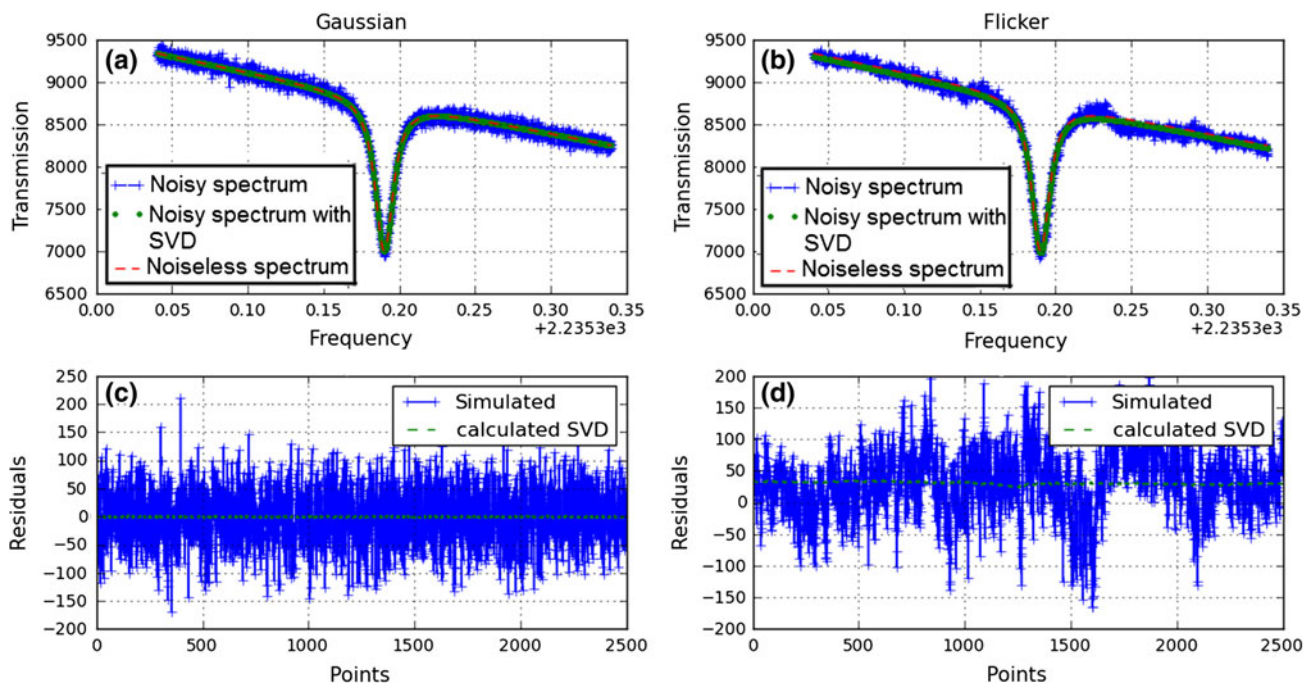 Gaussian
(a)
9500
9000
8500
8000
7500
7000
6500
Transmission
Noisy spectrum
Noisy spectrum with
SVD
Noiseless spectrum
0.00 0.05 0.10 0.15 0.20 0.25 0.30 0.35
+2.2353e3
Frequency
Flicker
(b)
9500
9000
8500
8000
7500
7000
6500
Transmission
Noisy spectrum
Noisy spectrum with
SVD
Noiseless spectrum
0.00 0.05 0.10 0.15 0.20 0.25 0.30 0.35
+2.2353e3
Frequency
(c)
250
200
150
100
50
0
−50
−100
−150
−200
Residuals
Simulated
calculated SVD
0 500 1000 1500 2000 2500
Points
(d)
200
150
100
50
0
−50
−100
−150
−200
Residuals
Simulated
calculated SVD
0 500 1000 1500 2000 2500
Points